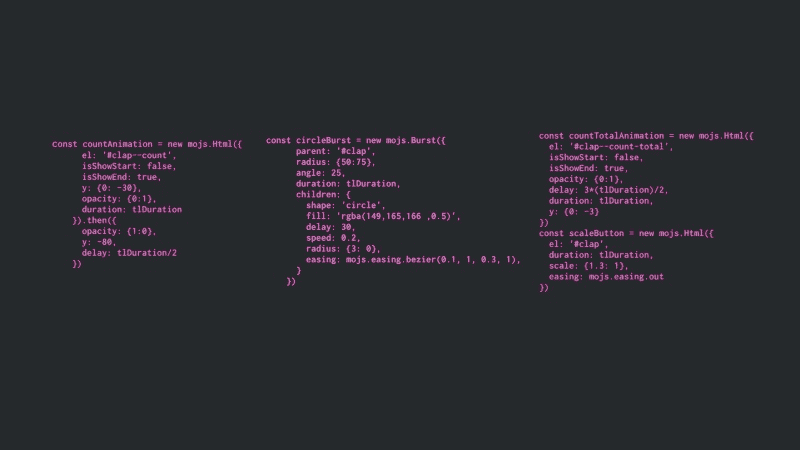 const countAnimation = new mojs.Html({
el: '#clap--count',
isShowStart: false,
isShowEnd: true,
y: {0: -30},
opacity: {0:1},
duration: tlDuration
}).then({
opacity: {1:0},
y: -80,
delay: tlDuration/2
})
const circleBurst = new mojs.Burst({
parent: '#clap',
radius: {50:75},
angle: 25,
duration: tlDuration,
children: {
shape: 'circle',
fill: 'rgba(149,165,166 ,0.5)',
delay: 30,
speed: 0.2,
radius: {3: 0},
easing: mojs.easing.bezier(0.1, 1, 0.3, 1),
}
})
const countTotalAnimation = new mojs.Html({
el: '#clap--count-total',
isShowStart: false,
isShowEnd: true,
opacity: {0:1},
delay: 3*(tlDuration)/2,
duration: tlDuration,
y: {0: -3}
})
const scaleButton = new mojs.Html({
el: '#clap',
duration: tlDuration,
scale: {1.3: 1},
easing: mojs.easing.out
})